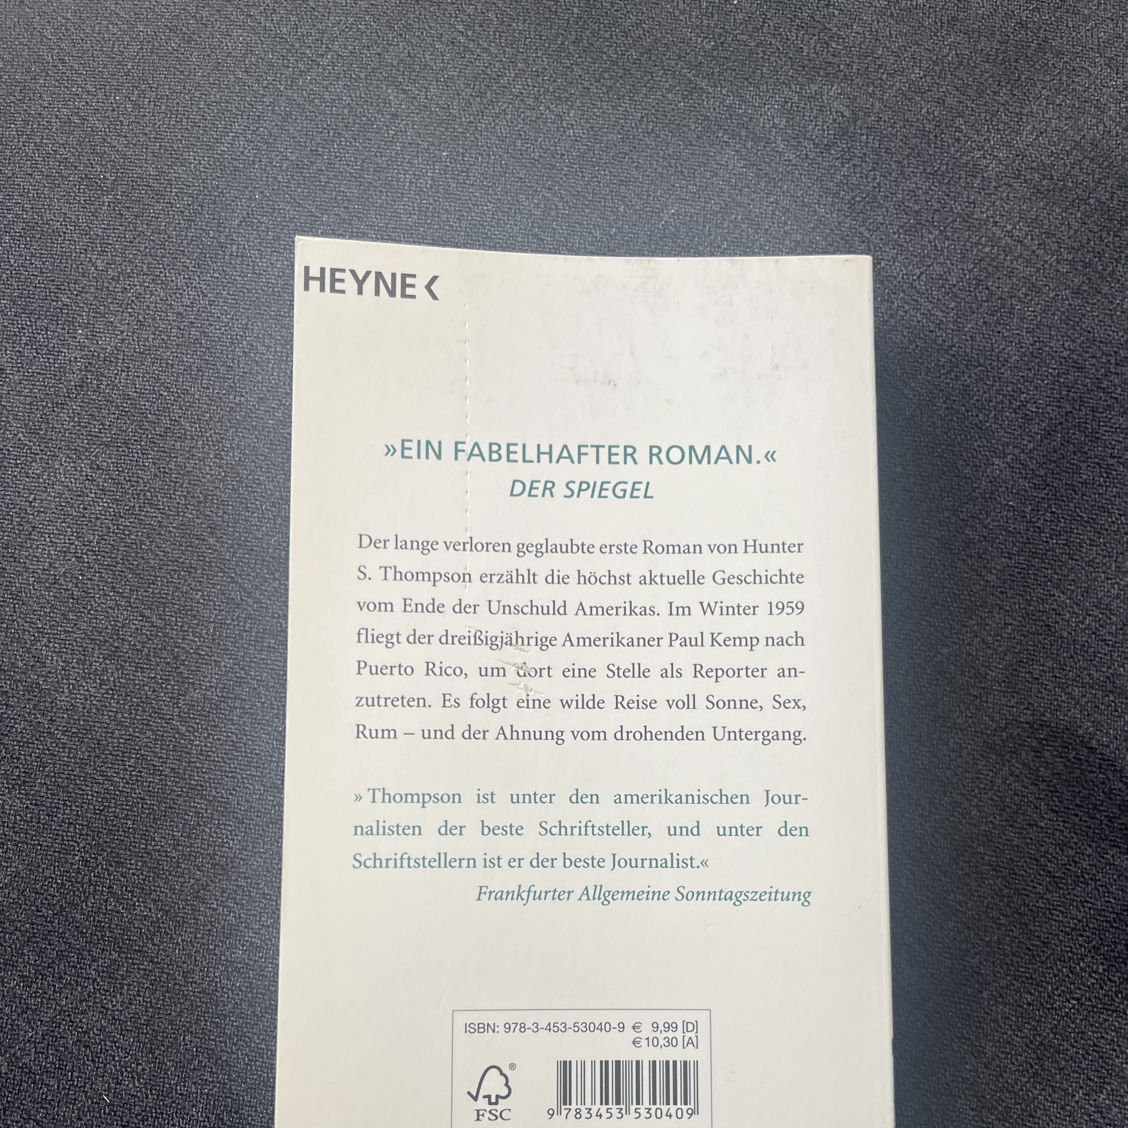 HEYNE
»EIN FABELHAFTER ROMAN.«
DER SPIEGEL
Der lange verloren geglaubte erste Roman von Hunter
S. Thompson erzählt die höchst aktuelle Geschichte
vom Ende der Unschuld Amerikas. Im Winter 1959
fliegt der dreißigjährige Amerikaner Paul Kemp nach
Puerto Rico, um dort eine Stelle als Reporter an-
zutreten. Es folgt eine wilde Reise voll Sonne, Sex,
Rum – und der Ahnung vom drohenden Untergang.
»Thompson ist unter den amerikanischen Jour-
nalisten der beste Schriftsteller, und unter den
Schriftstellern ist er der beste Journalist.«
Frankfurter Allgemeine Sonntagszeitung
ISBN: 978-3-453-53040-9 € 9,99 [D]
€ 10,30 [A]
®
FSC
9 783453 530409